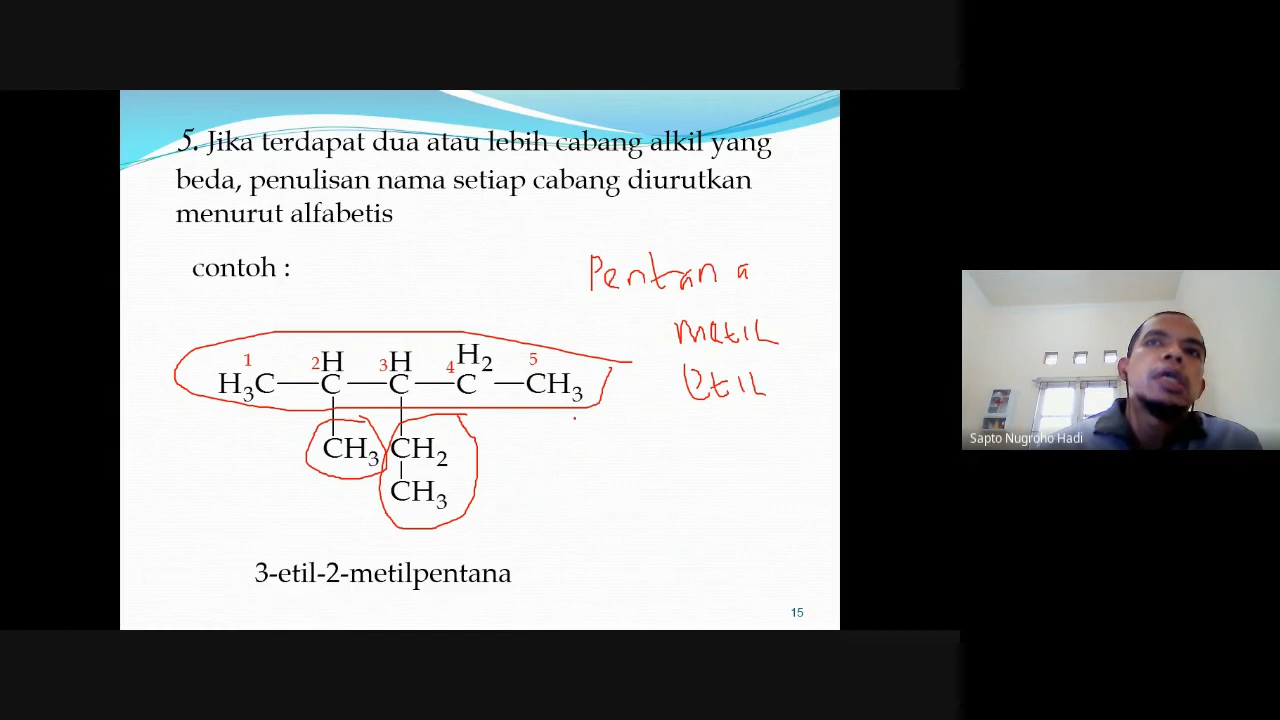 5. Jika terdapat dua atau lebih cabang alkil yang
beda, penulisan nama setiap cabang diurutkan
menurut alfabetis
contoh :
Pentan a
metil
Etil
1 2 3 4 5
H₃C — CH — CH — CH₂ — CH₃
CH₃ CH₂
CH₃
3-etil-2-metilpentana
15
Sapto Nugroho Hadi